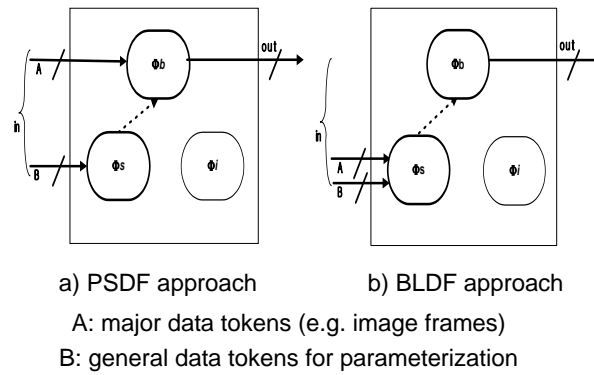 out
out
Φb
Φb
A
in
in
Φs
Φi
A
Φs
Φi
B
B
a) PSDF approach
b) BLDF approach
A: major data tokens (e.g. image frames)
B: general data tokens for parameterization